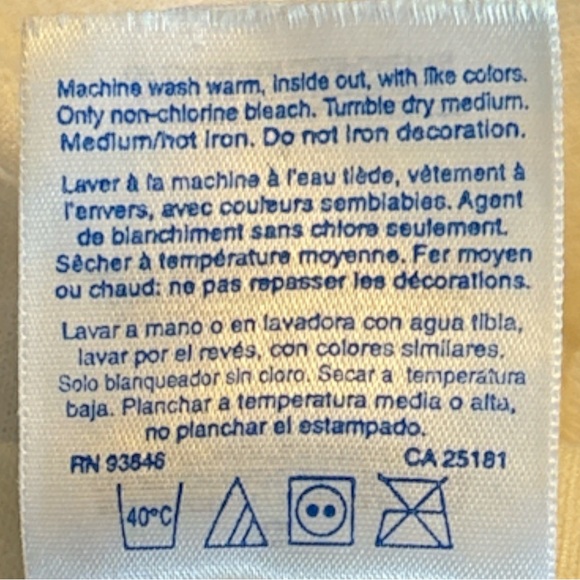 Machine wash warm, inside out, with like colors.
Only non-chlorine bleach. Tumble dry medium.
Medium/hot iron. Do not iron decoration.
Laver à la machine à l'eau tiède, vêtement à
l'envers, avec couleurs semblables. Agent
de blanchiment sans chlore seulement.
Sécher à température moyenne. Fer moyen
ou chaud: ne pas repasser les décorations.
Lavar a mano o en lavadora con agua tibia,
lavar por el revés, con colores similares.
Solo blanqueador sin cloro. Secar a temperatura
baja. Planchar a temperatura media o alta,
no planchar el estampado.
RN 93846 CA 25181
40°C